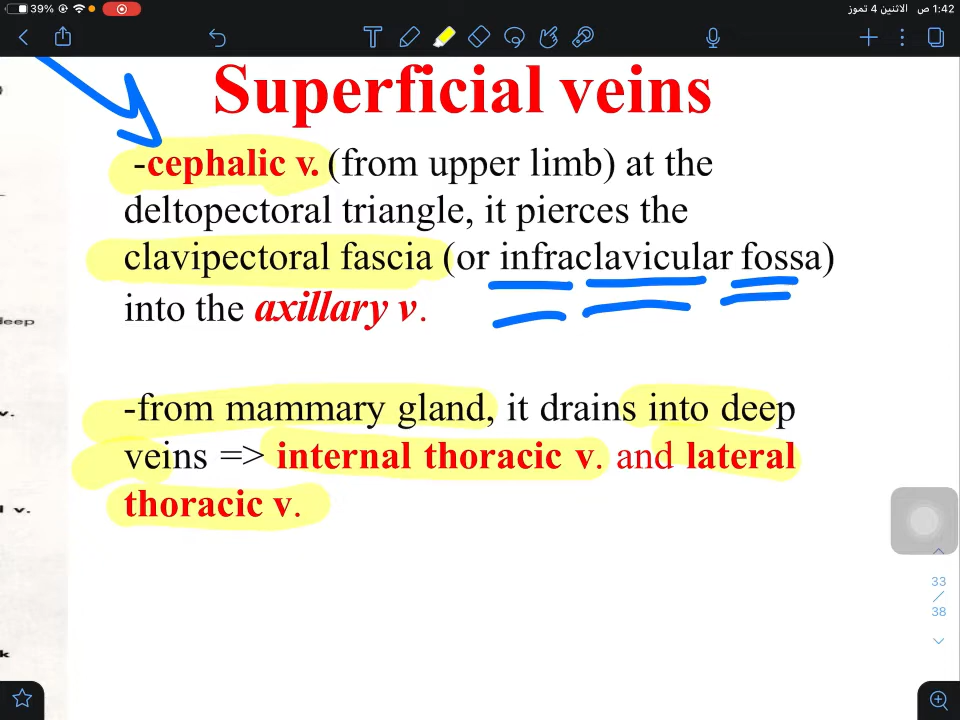 39%
1:42 ص الاثنين 4 تموز
Superficial veins
-cephalic v. (from upper limb) at the
deltopectoral triangle, it pierces the
clavipectoral fascia (or infraclavicular fossa)
into the axillary v.
deep
-from mammary gland, it drains into deep
veins => internal thoracic v. and lateral
thoracic v.
v.
33
/
38